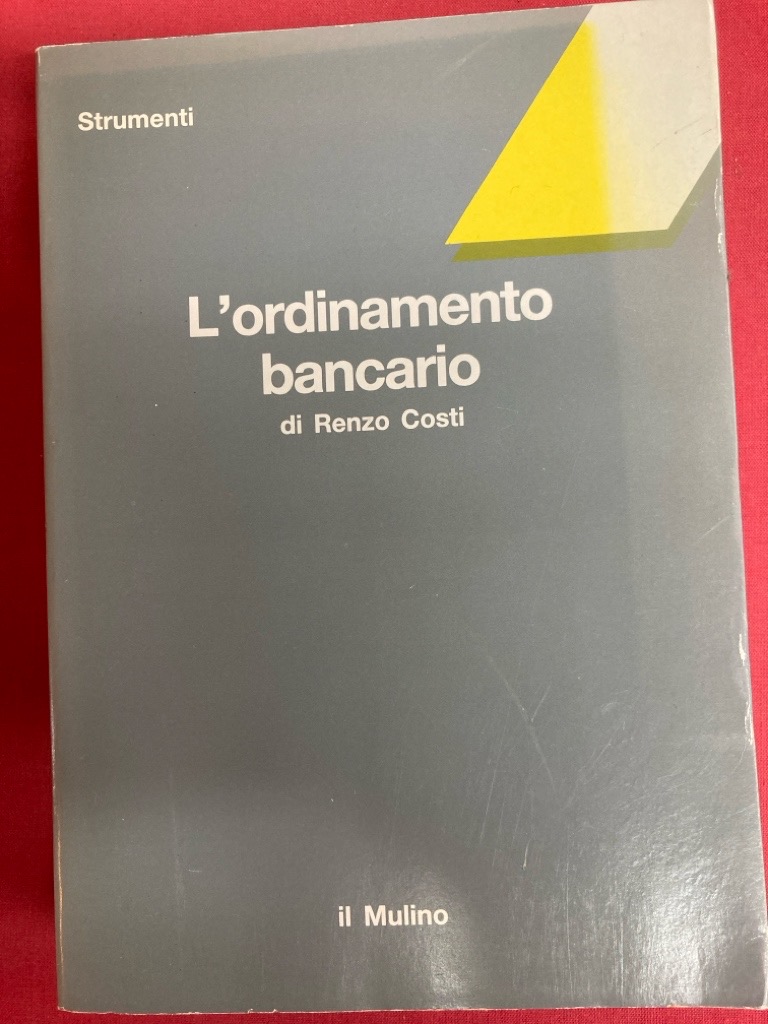 Strumenti
L'ordinamento
bancario
di Renzo Costi
il Mulino